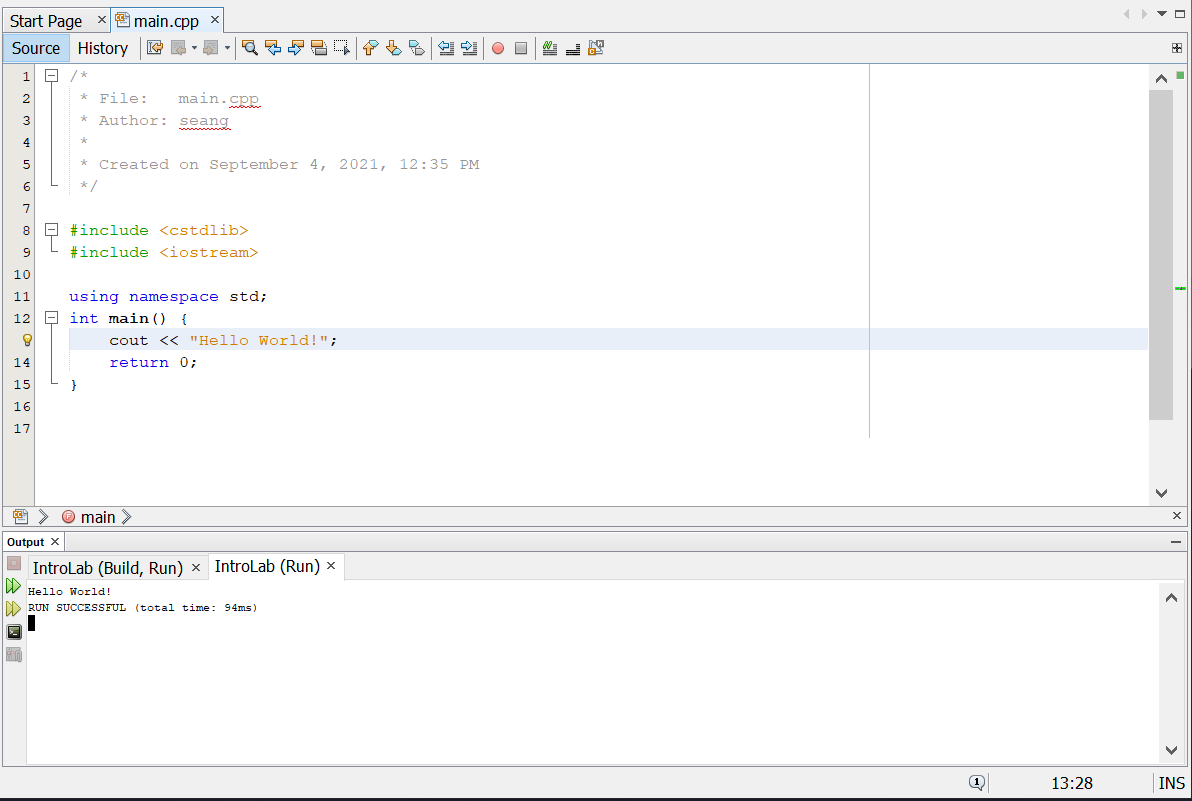 Start Page
main.cpp
Source History
1 /*
2 * File:   main.cpp
3 * Author: seang
4 *
5 * Created on September 4, 2021, 12:35 PM
6 */
7
8 #include <cstdlib>
9 #include <iostream>
10
11 using namespace std;
12 int main() {
cout << "Hello World!";
14 return 0;
15 }
16
17
main
Output
IntroLab (Build, Run) IntroLab (Run)
Hello World!
RUN SUCCESSFUL (total time: 94ms)
1 13:28 INS